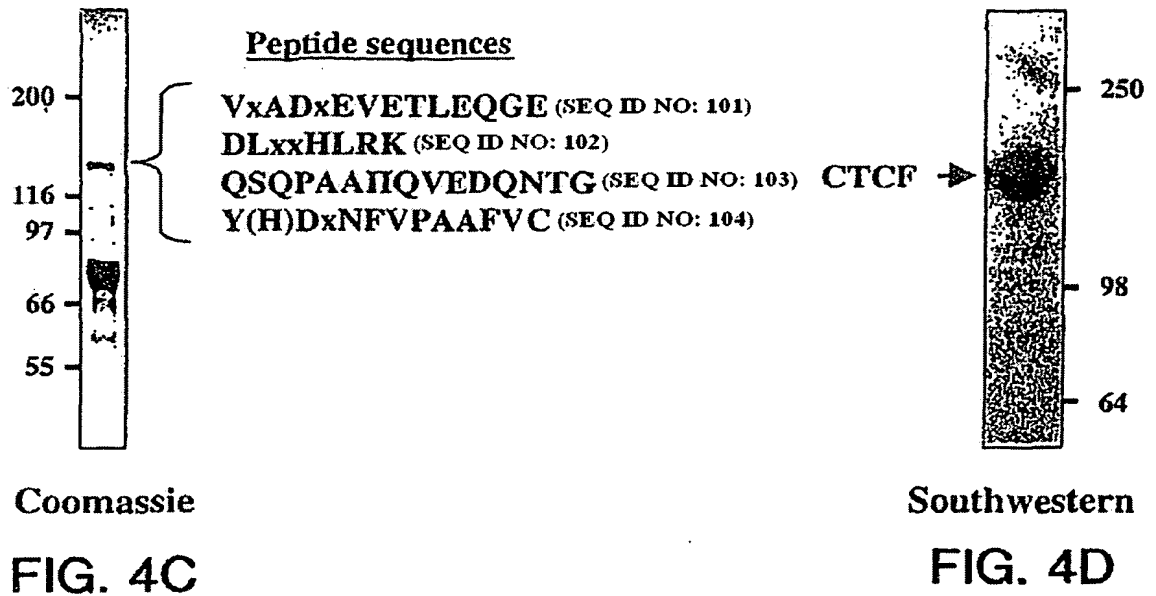 Peptide sequences
200
116
97
66
55
VxADxEVETLEQGE (SEQ ID NO: 101)
DLxxHLRK (SEQ ID NO: 102)
QSQPAAΠQVEDQNTG (SEQ ID NO: 103)
Y(H)DxNFVPAAFVC (SEQ ID NO: 104)
CTCF
250
98
64
Coomassie
FIG. 4C
Southwestern
FIG. 4D